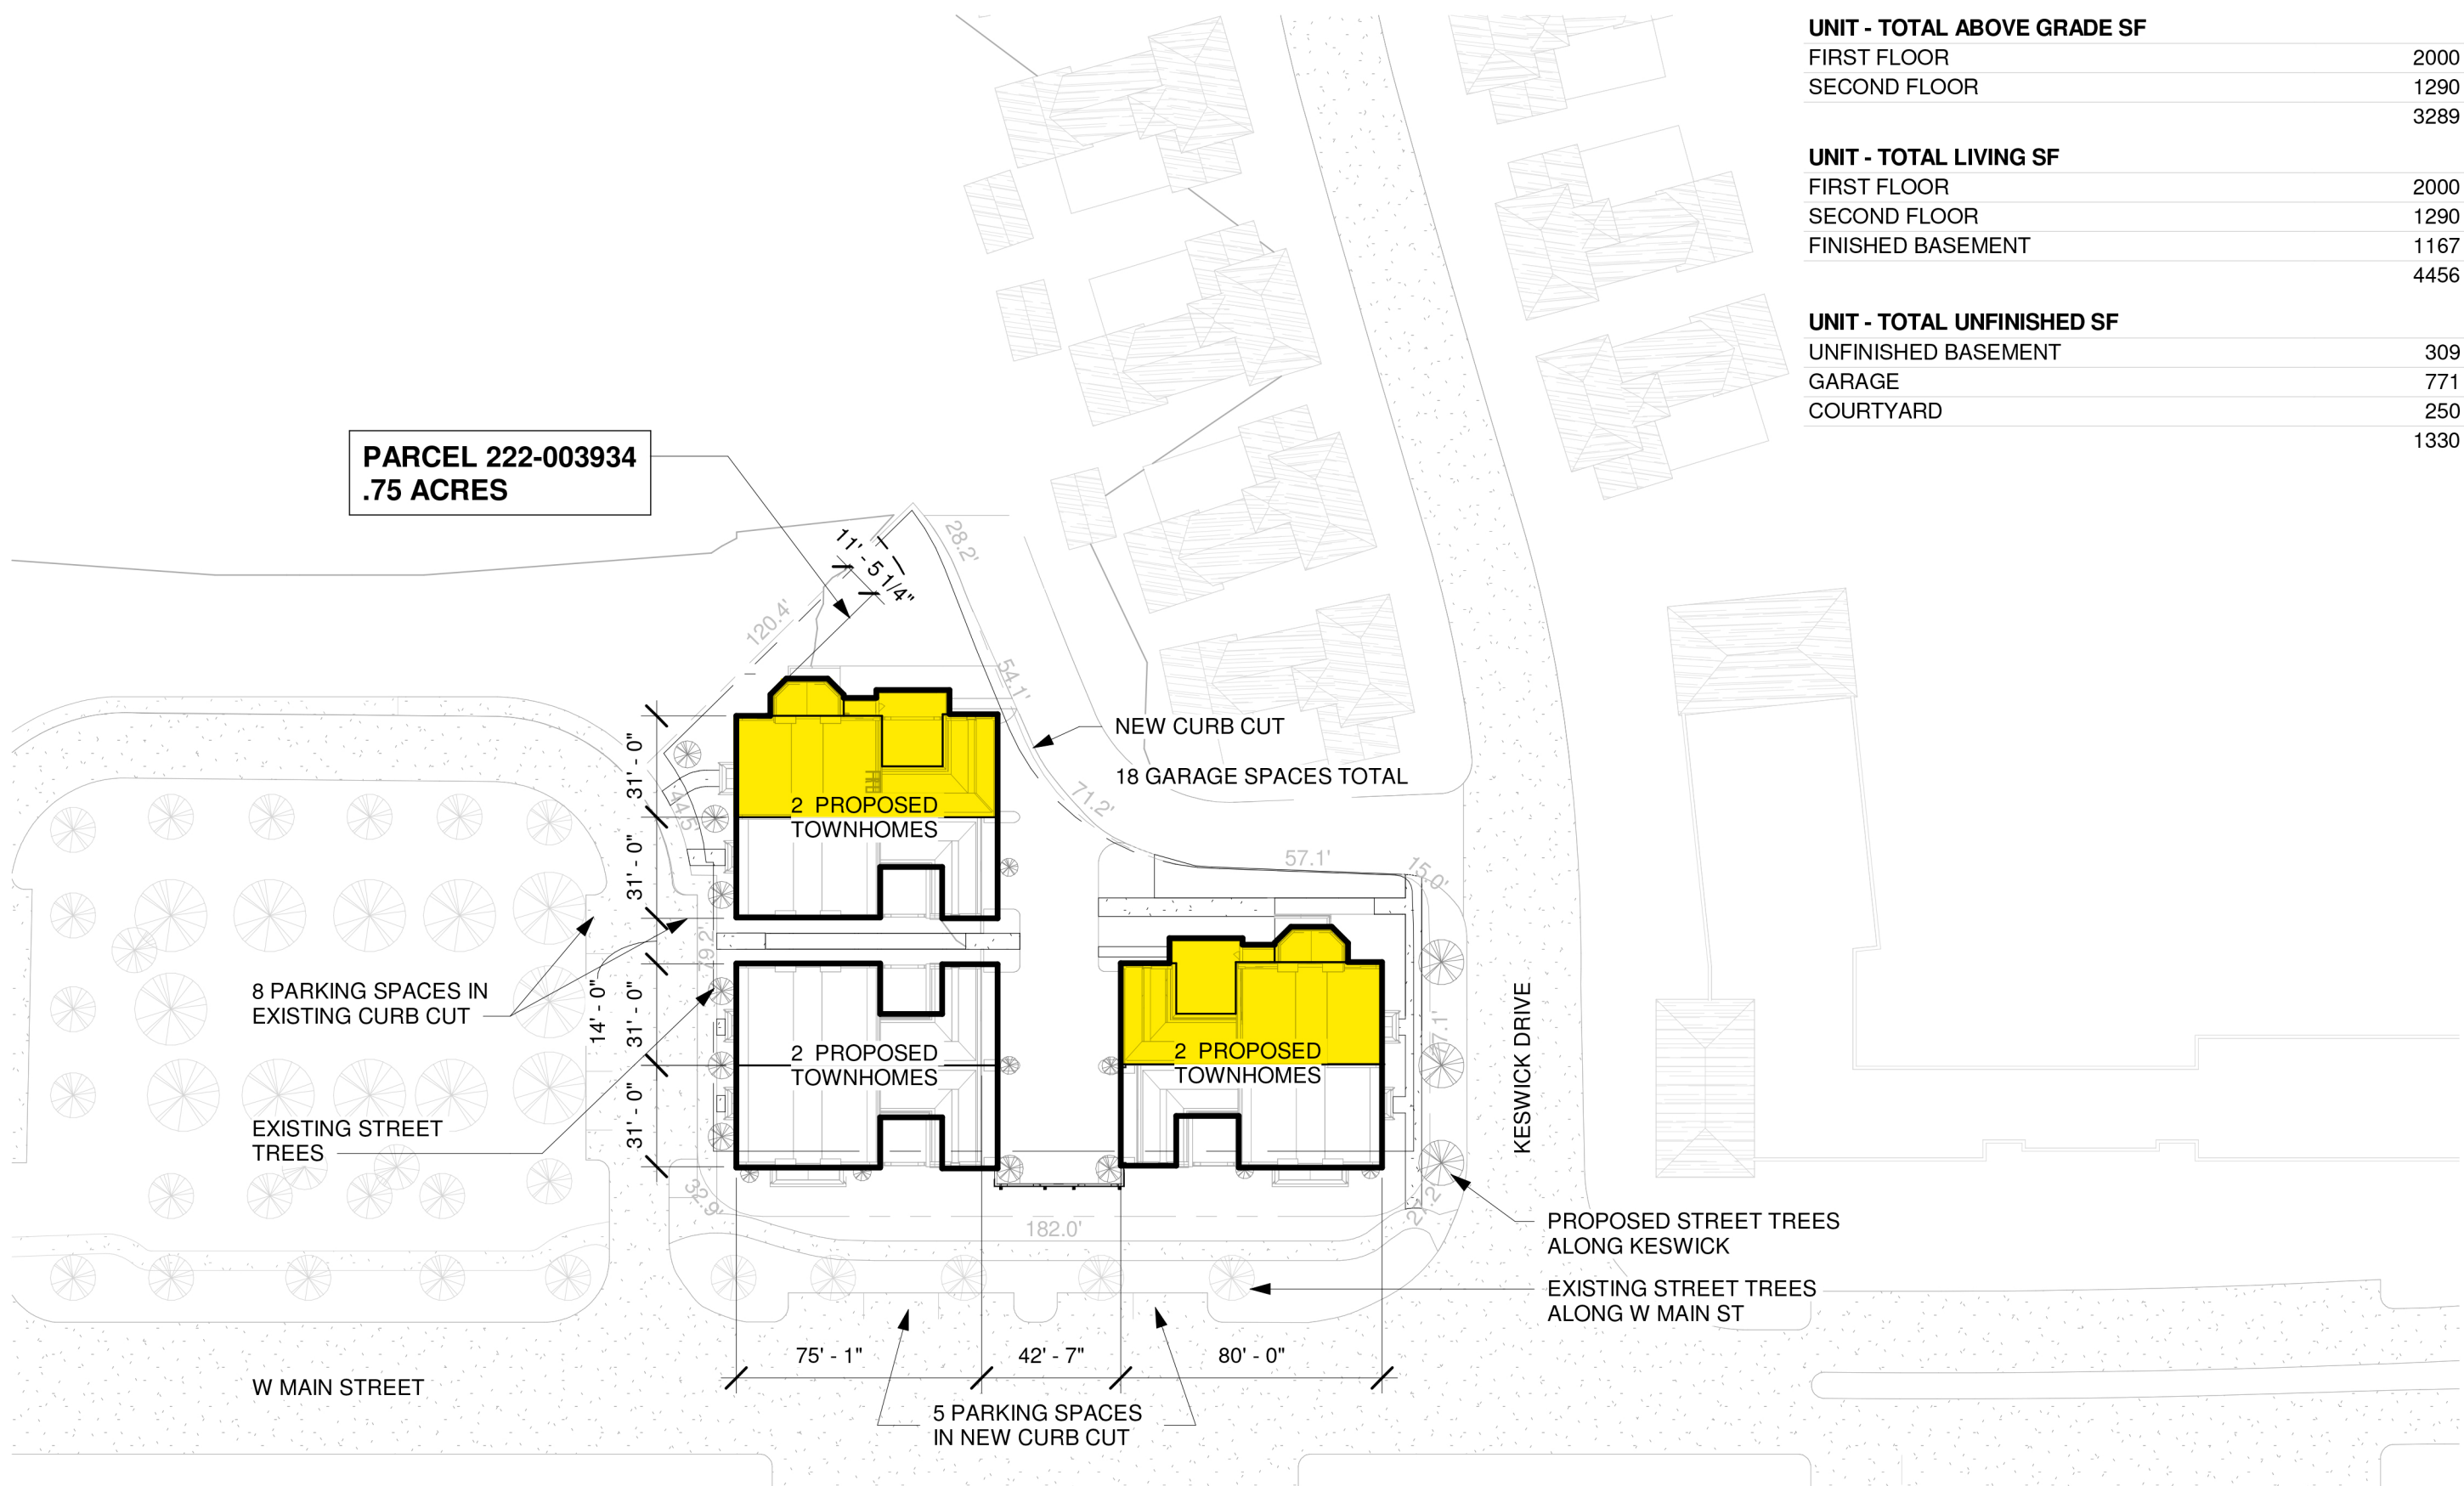 UNIT - TOTAL ABOVE GRADE SF
FIRST FLOOR 2000
SECOND FLOOR 1290
3289
UNIT - TOTAL LIVING SF
FIRST FLOOR 2000
SECOND FLOOR 1290
FINISHED BASEMENT 1167
4456
UNIT - TOTAL UNFINISHED SF
UNFINISHED BASEMENT 309
GARAGE 771
COURTYARD 250
1330
PARCEL 222-003934
.75 ACRES
11' - 5 1/4"
28.2'
120.4'
54.1'
NEW CURB CUT
18 GARAGE SPACES TOTAL
71.2'
57.1'
15.0'
31' - 0"
31' - 0"
44.5'
2 PROPOSED
TOWNHOMES
79.2'
14' - 0"
31' - 0"
31' - 0"
8 PARKING SPACES IN
EXISTING CURB CUT
2 PROPOSED
TOWNHOMES
2 PROPOSED
TOWNHOMES
KESWICK DRIVE
EXISTING STREET
TREES
32.9'
182.0'
PROPOSED STREET TREES
ALONG KESWICK
EXISTING STREET TREES
ALONG W MAIN ST
75' - 1"
42' - 7"
80' - 0"
W MAIN STREET
5 PARKING SPACES
IN NEW CURB CUT